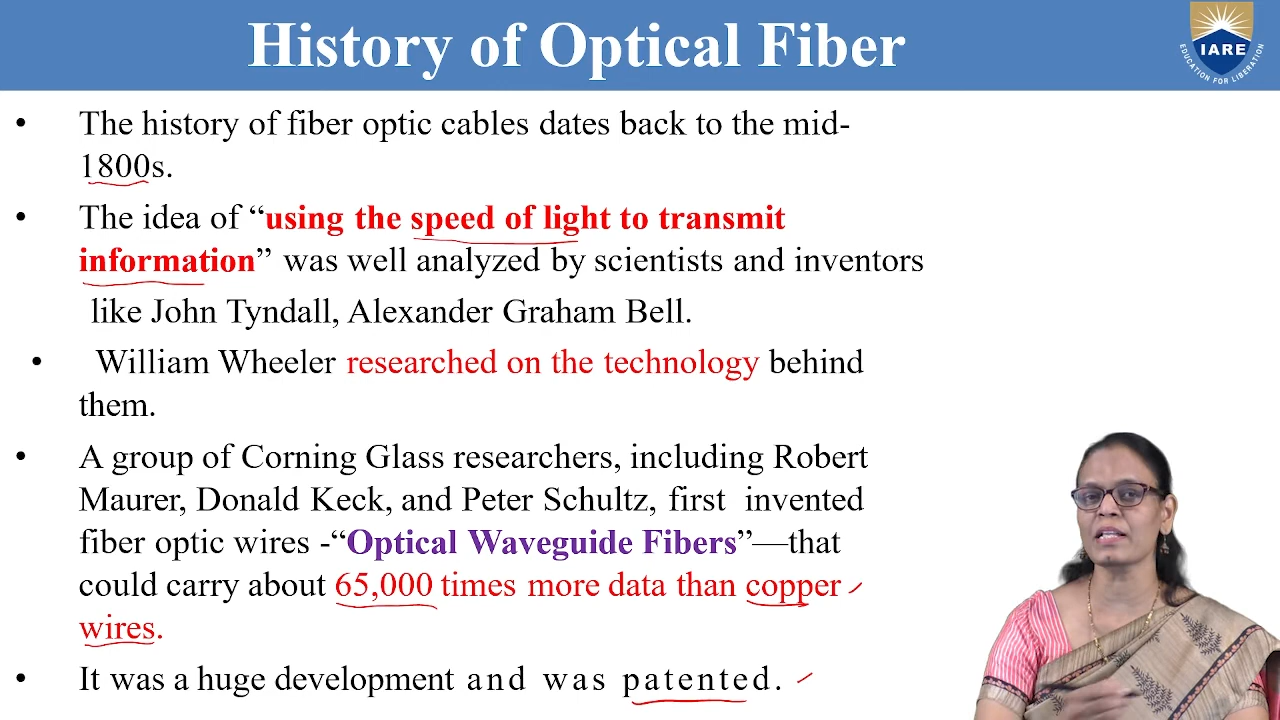 History of Optical Fiber
IARE
EDUCATION FOR LIBERATION
• The history of fiber optic cables dates back to the mid-
1800s.
• The idea of “using the speed of light to transmit
information” was well analyzed by scientists and inventors
like John Tyndall, Alexander Graham Bell.
• William Wheeler researched on the technology behind
them.
• A group of Corning Glass researchers, including Robert
Maurer, Donald Keck, and Peter Schultz, first invented
fiber optic wires -“Optical Waveguide Fibers”—that
could carry about 65,000 times more data than copper
wires.
• It was a huge development and was patented.